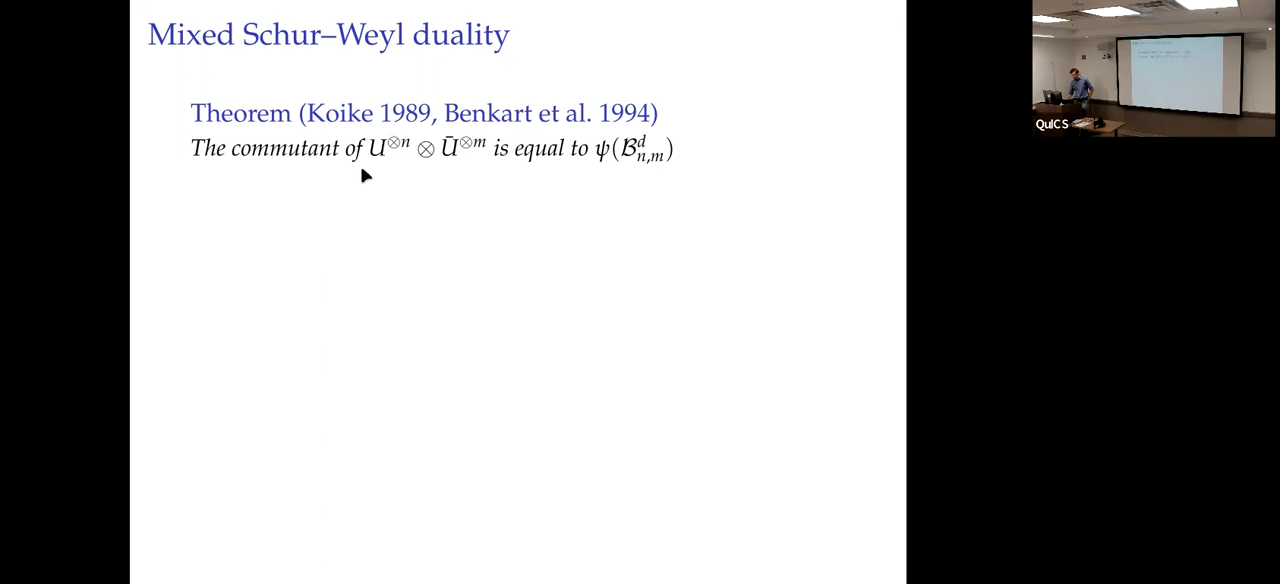 Mixed Schur–Weyl duality
Theorem (Koike 1989, Benkart et al. 1994)
The commutant of U^{⊗n} ⊗ Ū^{⊗m} is equal to ψ(𝓑^d_{n,m})
QuICS